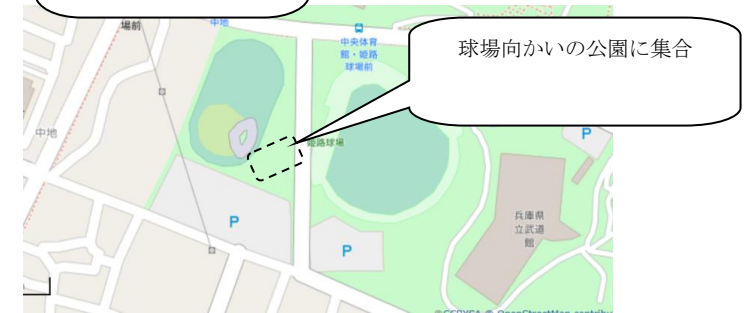 場前
中地
中央体育
館・姫路
球場前
球場向かいの公園に集合
中地
姫路球場
P
P
P
兵庫県
立武道
館